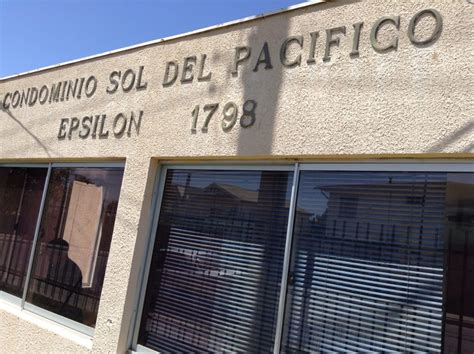 CONDOMINIO SOL DEL PACIFICO
EPSILON 1798